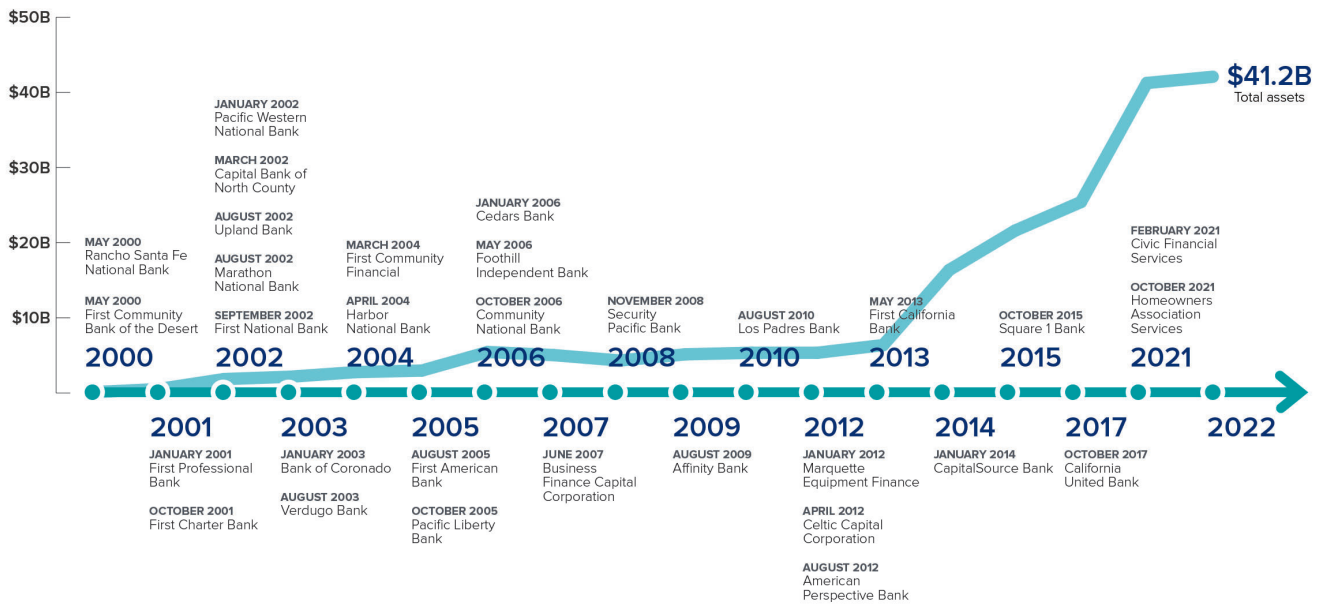 $50B
$40B
$30B
$20B
$10B
$41.2B
Total assets
MAY 2000
Rancho Santa Fe
National Bank
MAY 2000
First Community
Bank of the Desert
2000
JANUARY 2002
Pacific Western
National Bank
MARCH 2002
Capital Bank of
North County
AUGUST 2002
Upland Bank
AUGUST 2002
Marathon
National Bank
SEPTEMBER 2002
First National Bank
2002
MARCH 2004
First Community
Financial
APRIL 2004
Harbor
National Bank
2004
JANUARY 2006
Cedars Bank
MAY 2006
Foothill
Independent Bank
OCTOBER 2006
Community
National Bank
2006
NOVEMBER 2008
Security
Pacific Bank
2008
AUGUST 2010
Los Padres Bank
2010
MAY 2013
First California
Bank
2013
OCTOBER 2015
Square 1 Bank
2015
FEBRUARY 2021
Civic Financial
Services
OCTOBER 2021
Homeowners
Association
Services
2021
2001
JANUARY 2001
First Professional
Bank
OCTOBER 2001
First Charter Bank
2003
JANUARY 2003
Bank of Coronado
AUGUST 2003
Verdugo Bank
2005
AUGUST 2005
First American
Bank
OCTOBER 2005
Pacific Liberty
Bank
2007
JUNE 2007
Business
Finance Capital
Corporation
2009
AUGUST 2009
Affinity Bank
2012
JANUARY 2012
Marquette
Equipment Finance
APRIL 2012
Celtic Capital
Corporation
AUGUST 2012
American
Perspective Bank
2014
JANUARY 2014
CapitalSource Bank
2017
OCTOBER 2017
California
United Bank
2022